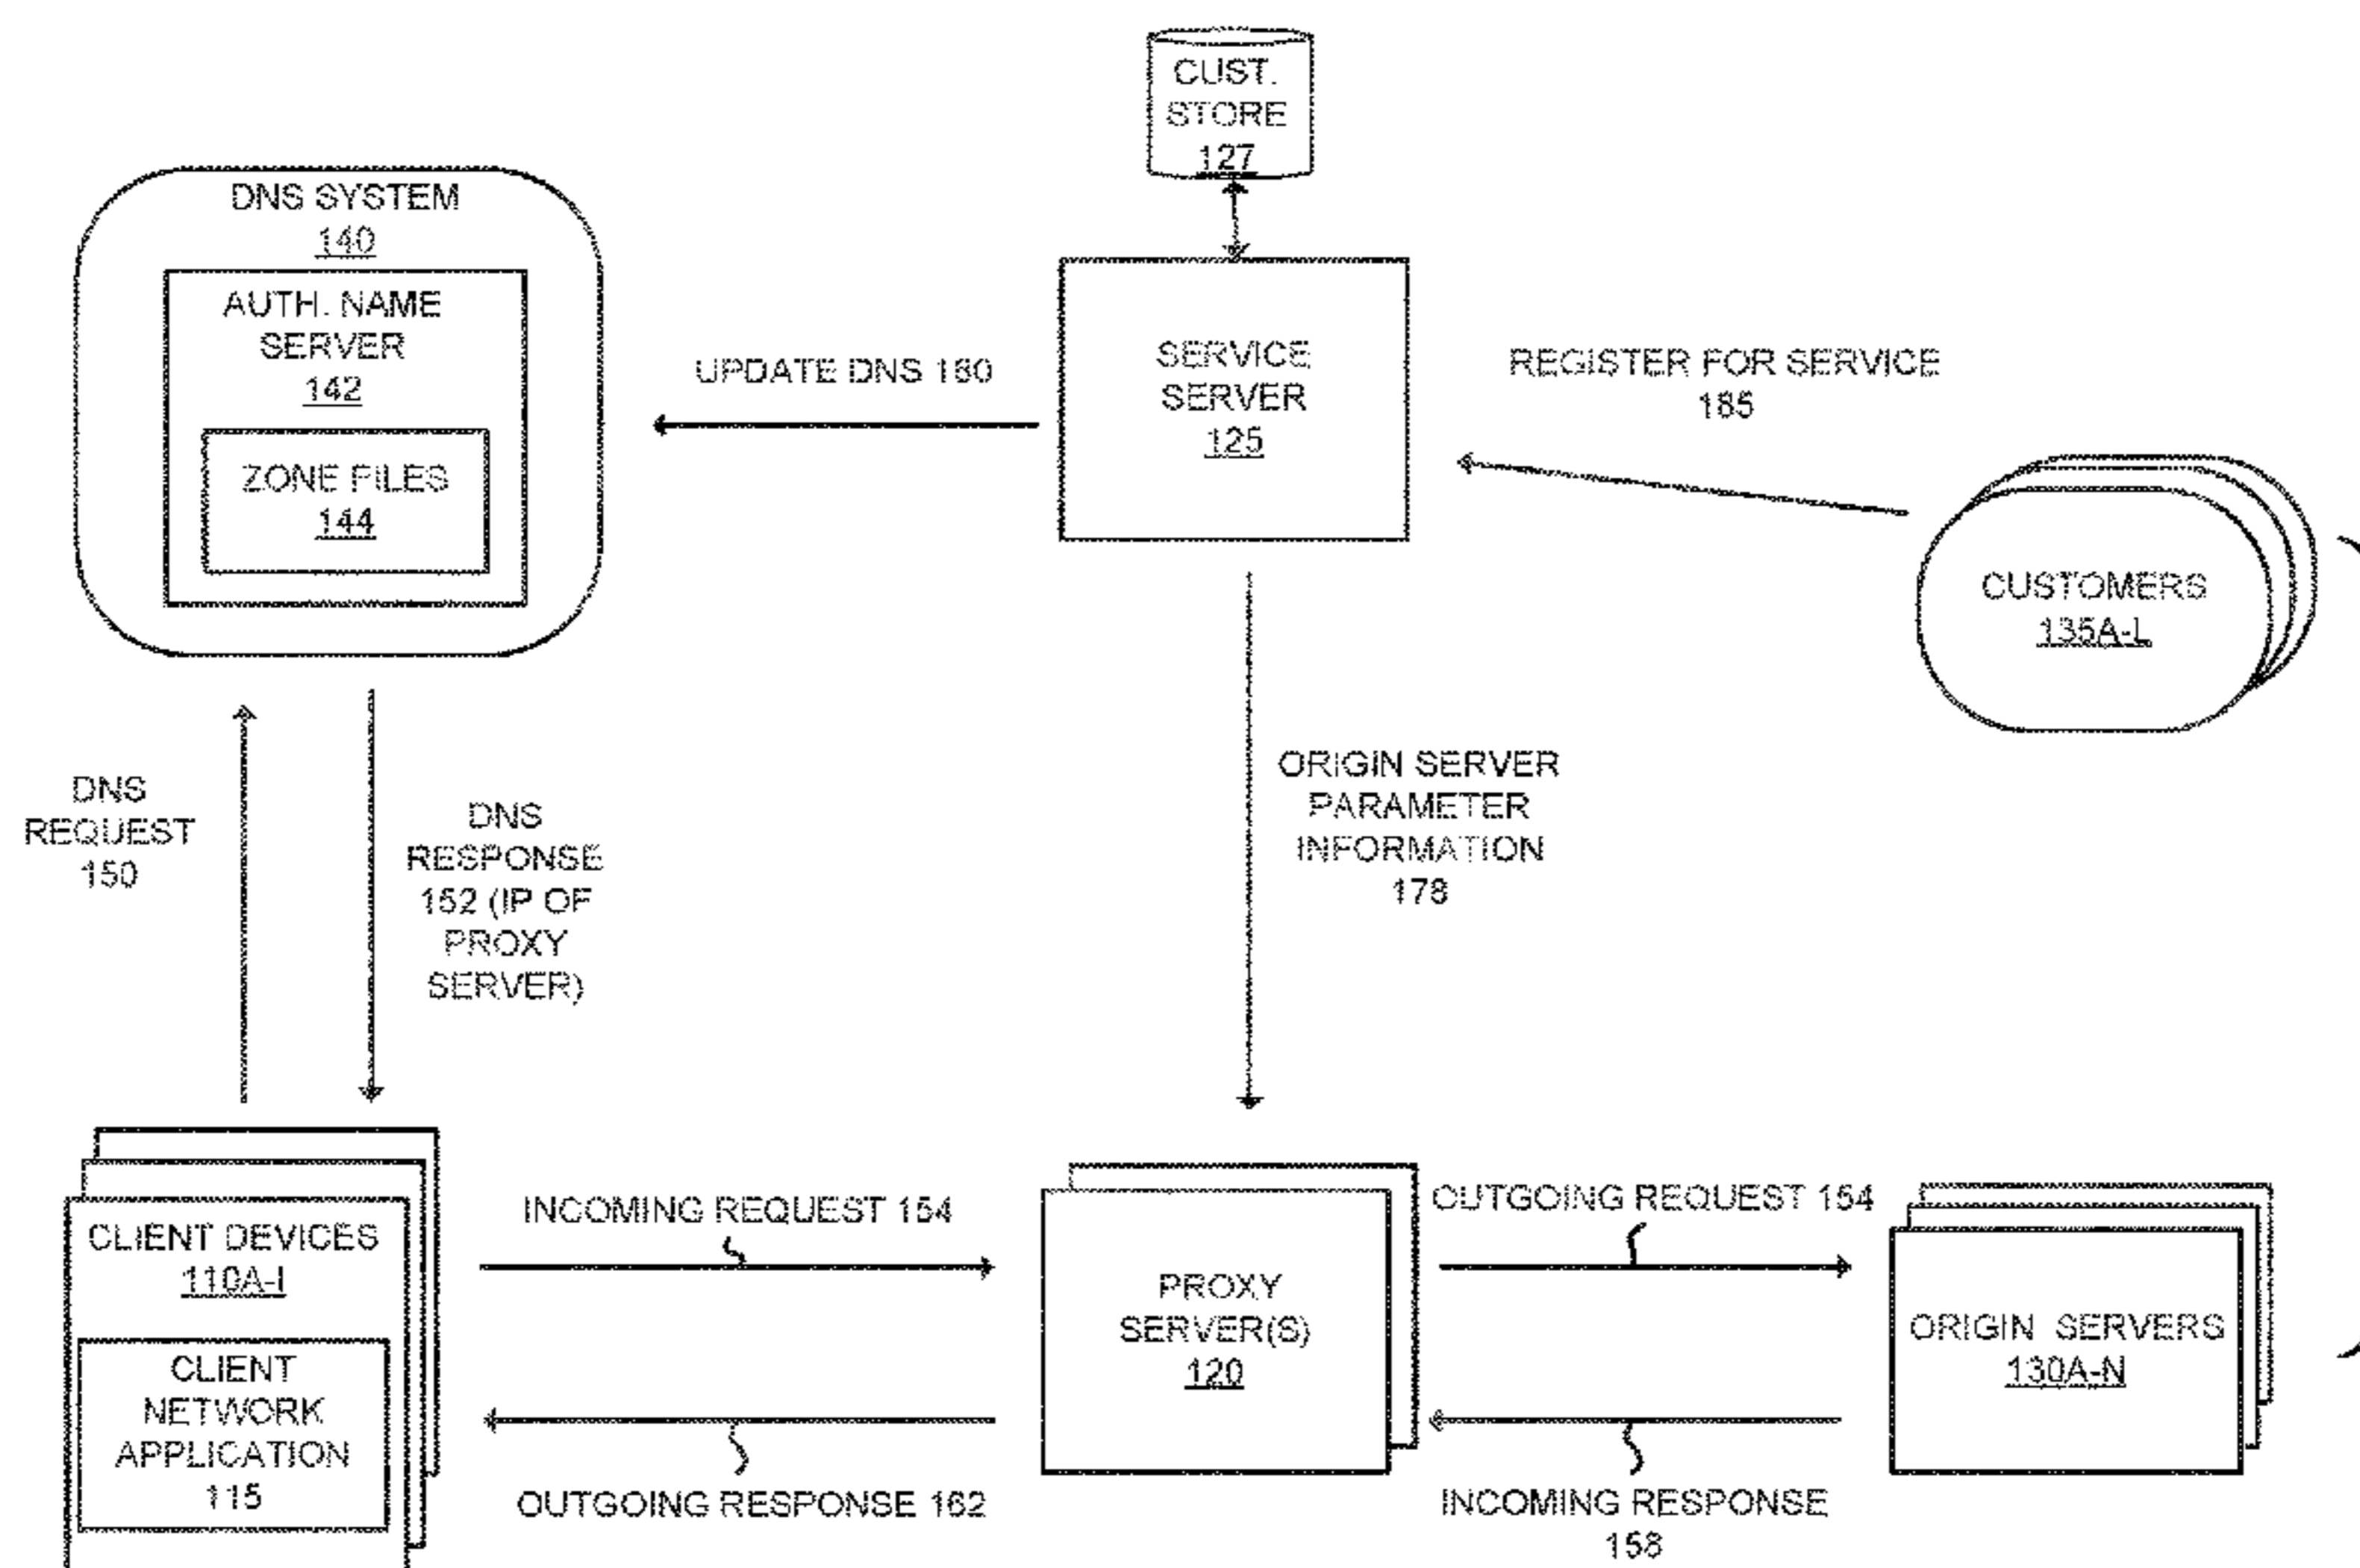 CUST.
STORE
127
DNS SYSTEM
140
AUTH. NAME
SERVER
142
ZONE FILES
144
UPDATE DNS 180
SERVICE
SERVER
125
REGISTER FOR SERVICE
185
CUSTOMERS
135A-L
DNS
REQUEST
150
DNS
RESPONSE
152 (IP OF
PROXY
SERVER)
ORIGIN SERVER
PARAMETER
INFORMATION
178
CLIENT DEVICES
110A-I
CLIENT
NETWORK
APPLICATION
115
INCOMING REQUEST 154
OUTGOING RESPONSE 162
PROXY
SERVER(S)
120
OUTGOING REQUEST 154
INCOMING RESPONSE
158
ORIGIN SERVERS
130A-N